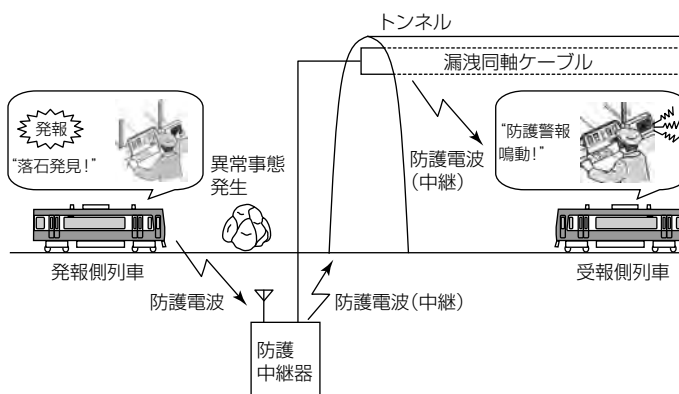 トンネル
漏洩同軸ケーブル
発報
“落石発見！”
異常事態
発生
防護電波
（中継）
“防護警報
鳴動！”
発報側列車
防護電波
防護電波（中継）
受報側列車
防護
中継器